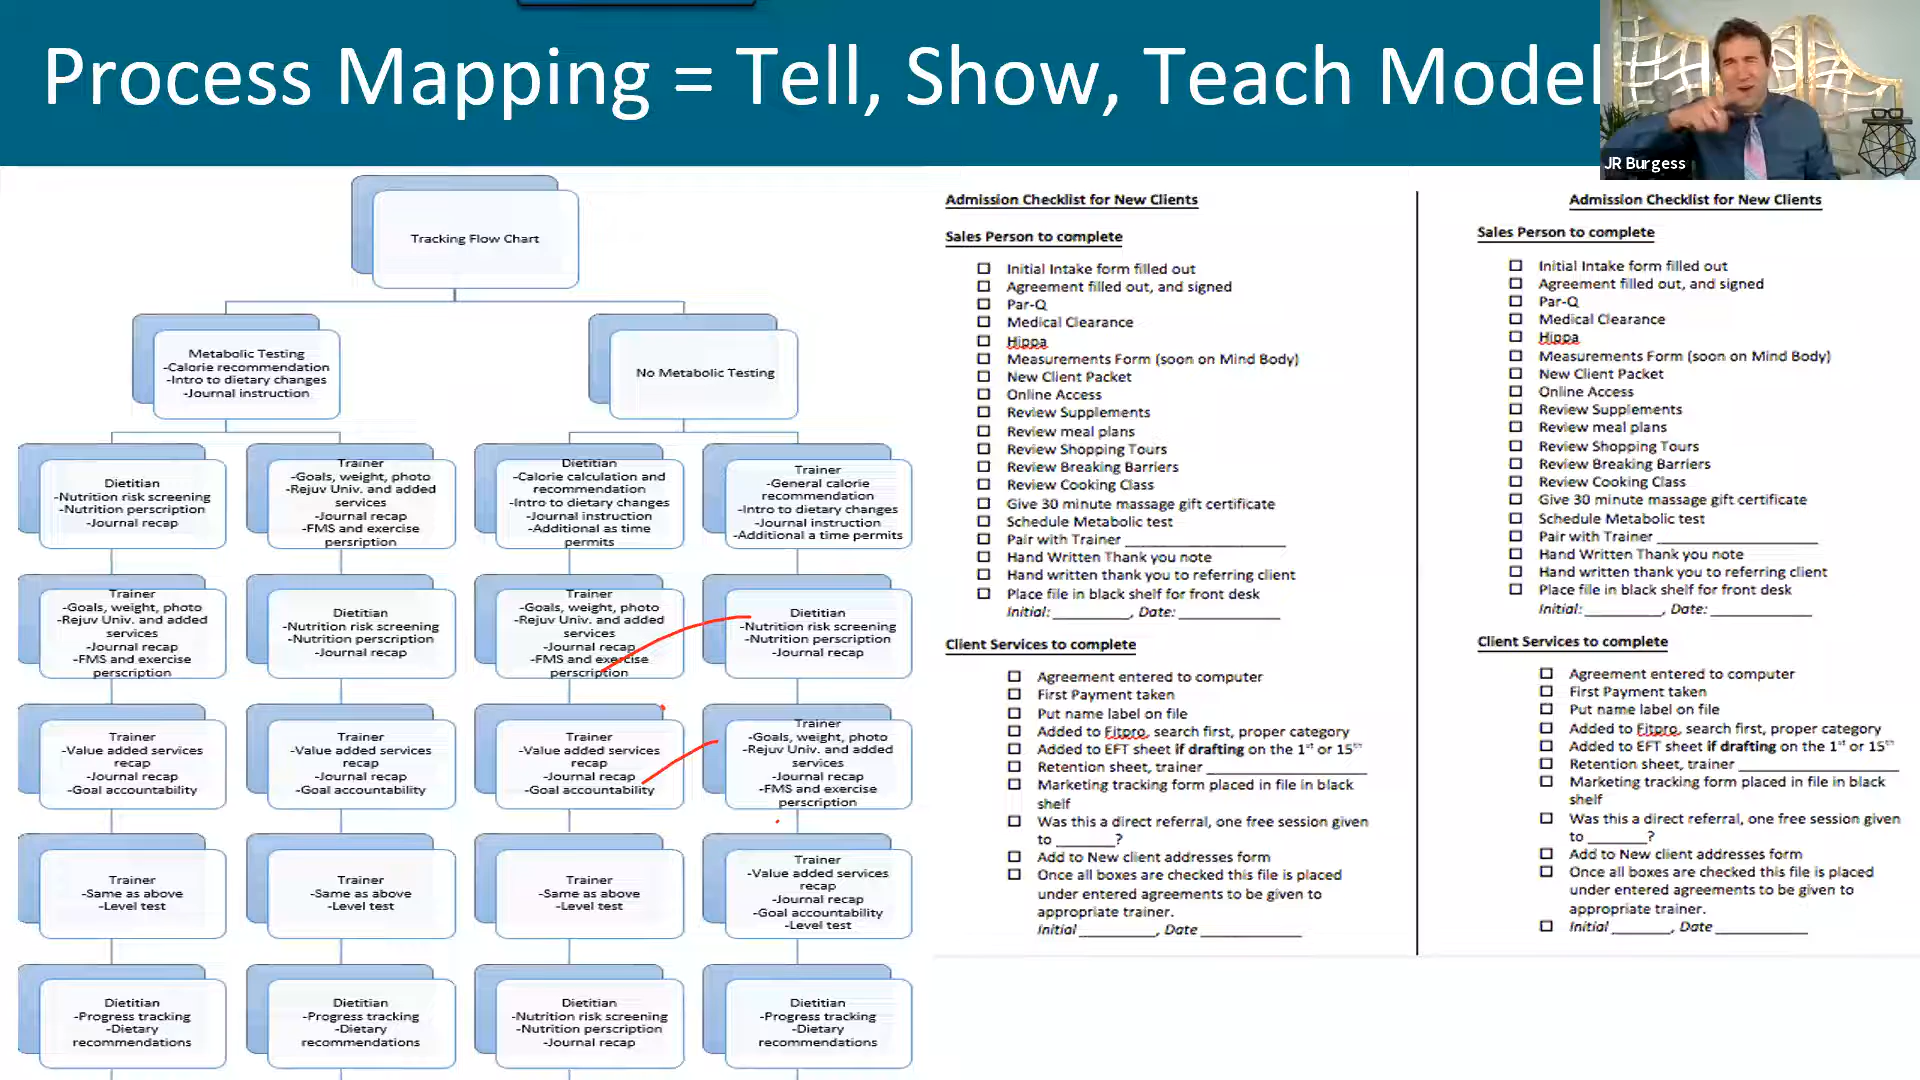 Process Mapping = Tell, Show, Teach Model
JR Burgess
Tracking Flow Chart
Metabolic Testing
-Calorie recommendation
-Intro to dietary changes
-Journal instruction
No Metabolic Testing
Dietitian
-Nutrition risk screening
-Nutrition perscription
-Journal recap
Trainer
-Goals, weight, photo
-Rejuv Univ. and added
services
-Journal recap
-FMS and exercise
persription
Dietitian
-Calorie calculation and
recommendation
-Intro to dietary changes
-Journal instruction
-Additional as time
permits
Trainer
-General calorie
recommendation
-Intro to dietary changes
-Journal instruction
-Additional a time permits
Trainer
-Goals, weight, photo
-Rejuv Univ. and added
services
-Journal recap
-FMS and exercise
perscription
Dietitian
-Nutrition risk screening
-Nutrition perscription
-Journal recap
Trainer
-Goals, weight, photo
-Rejuv Univ. and added
services
-Journal recap
-FMS and exercise
perscription
Dietitian
-Nutrition risk screening
-Nutrition perscription
-Journal recap
Trainer
-Value added services
recap
-Journal recap
-Goal accountability
Trainer
-Value added services
recap
-Journal recap
-Goal accountability
Trainer
-Value added services
recap
-Journal recap
-Goal accountability
Trainer
-Goals, weight, photo
-Rejuv Univ. and added
services
-Journal recap
-FMS and exercise
perscription
Trainer
-Same as above
-Level test
Trainer
-Same as above
-Level test
Trainer
-Same as above
-Level test
Trainer
-Value added services
recap
-Journal recap
-Goal accountability
-Level test
Dietitian
-Progress tracking
-Dietary
recommendations
Dietitian
-Progress tracking
-Dietary
recommendations
Dietitian
-Nutrition risk screening
-Nutrition perscription
-Journal recap
Dietitian
-Progress tracking
-Dietary
recommendations
Admission Checklist for New Clients
Sales Person to complete
Initial Intake form filled out
Agreement filled out, and signed
Par-Q
Medical Clearance
Hippa
Measurements Form (soon on Mind Body)
New Client Packet
Online Access
Review Supplements
Review meal plans
Review Shopping Tours
Review Breaking Barriers
Review Cooking Class
Give 30 minute massage gift certificate
Schedule Metabolic test
Pair with Trainer ____________________
Hand Written Thank you note
Hand written thank you to referring client
Place file in black shelf for front desk
Initial: __________, Date: _____________
Client Services to complete
Agreement entered to computer
First Payment taken
Put name label on file
Added to Fitpro, search first, proper category
Added to EFT sheet if drafting on the 1st or 15th
Retention sheet, trainer ____________________
Marketing tracking form placed in file in black
shelf
Was this a direct referral, one free session given
to _______?
Add to New client addresses form
Once all boxes are checked this file is placed
under entered agreements to be given to
appropriate trainer.
Initial __________, Date _____________
Admission Checklist for New Clients
Sales Person to complete
Initial Intake form filled out
Agreement filled out, and signed
Par-Q
Medical Clearance
Hippa
Measurements Form (soon on Mind Body)
New Client Packet
Online Access
Review Supplements
Review meal plans
Review Shopping Tours
Review Breaking Barriers
Review Cooking Class
Give 30 minute massage gift certificate
Schedule Metabolic test
Pair with Trainer ____________________
Hand Written Thank you note
Hand written thank you to referring client
Place file in black shelf for front desk
Initial: __________, Date: _____________
Client Services to complete
Agreement entered to computer
First Payment taken
Put name label on file
Added to Fitpro, search first, proper category
Added to EFT sheet if drafting on the 1st or 15th
Retention sheet, trainer ____________________
Marketing tracking form placed in file in black
shelf
Was this a direct referral, one free session given
to ________?
Add to New client addresses form
Once all boxes are checked this file is placed
under entered agreements to be given to
appropriate trainer.
Initial ________, Date ____________